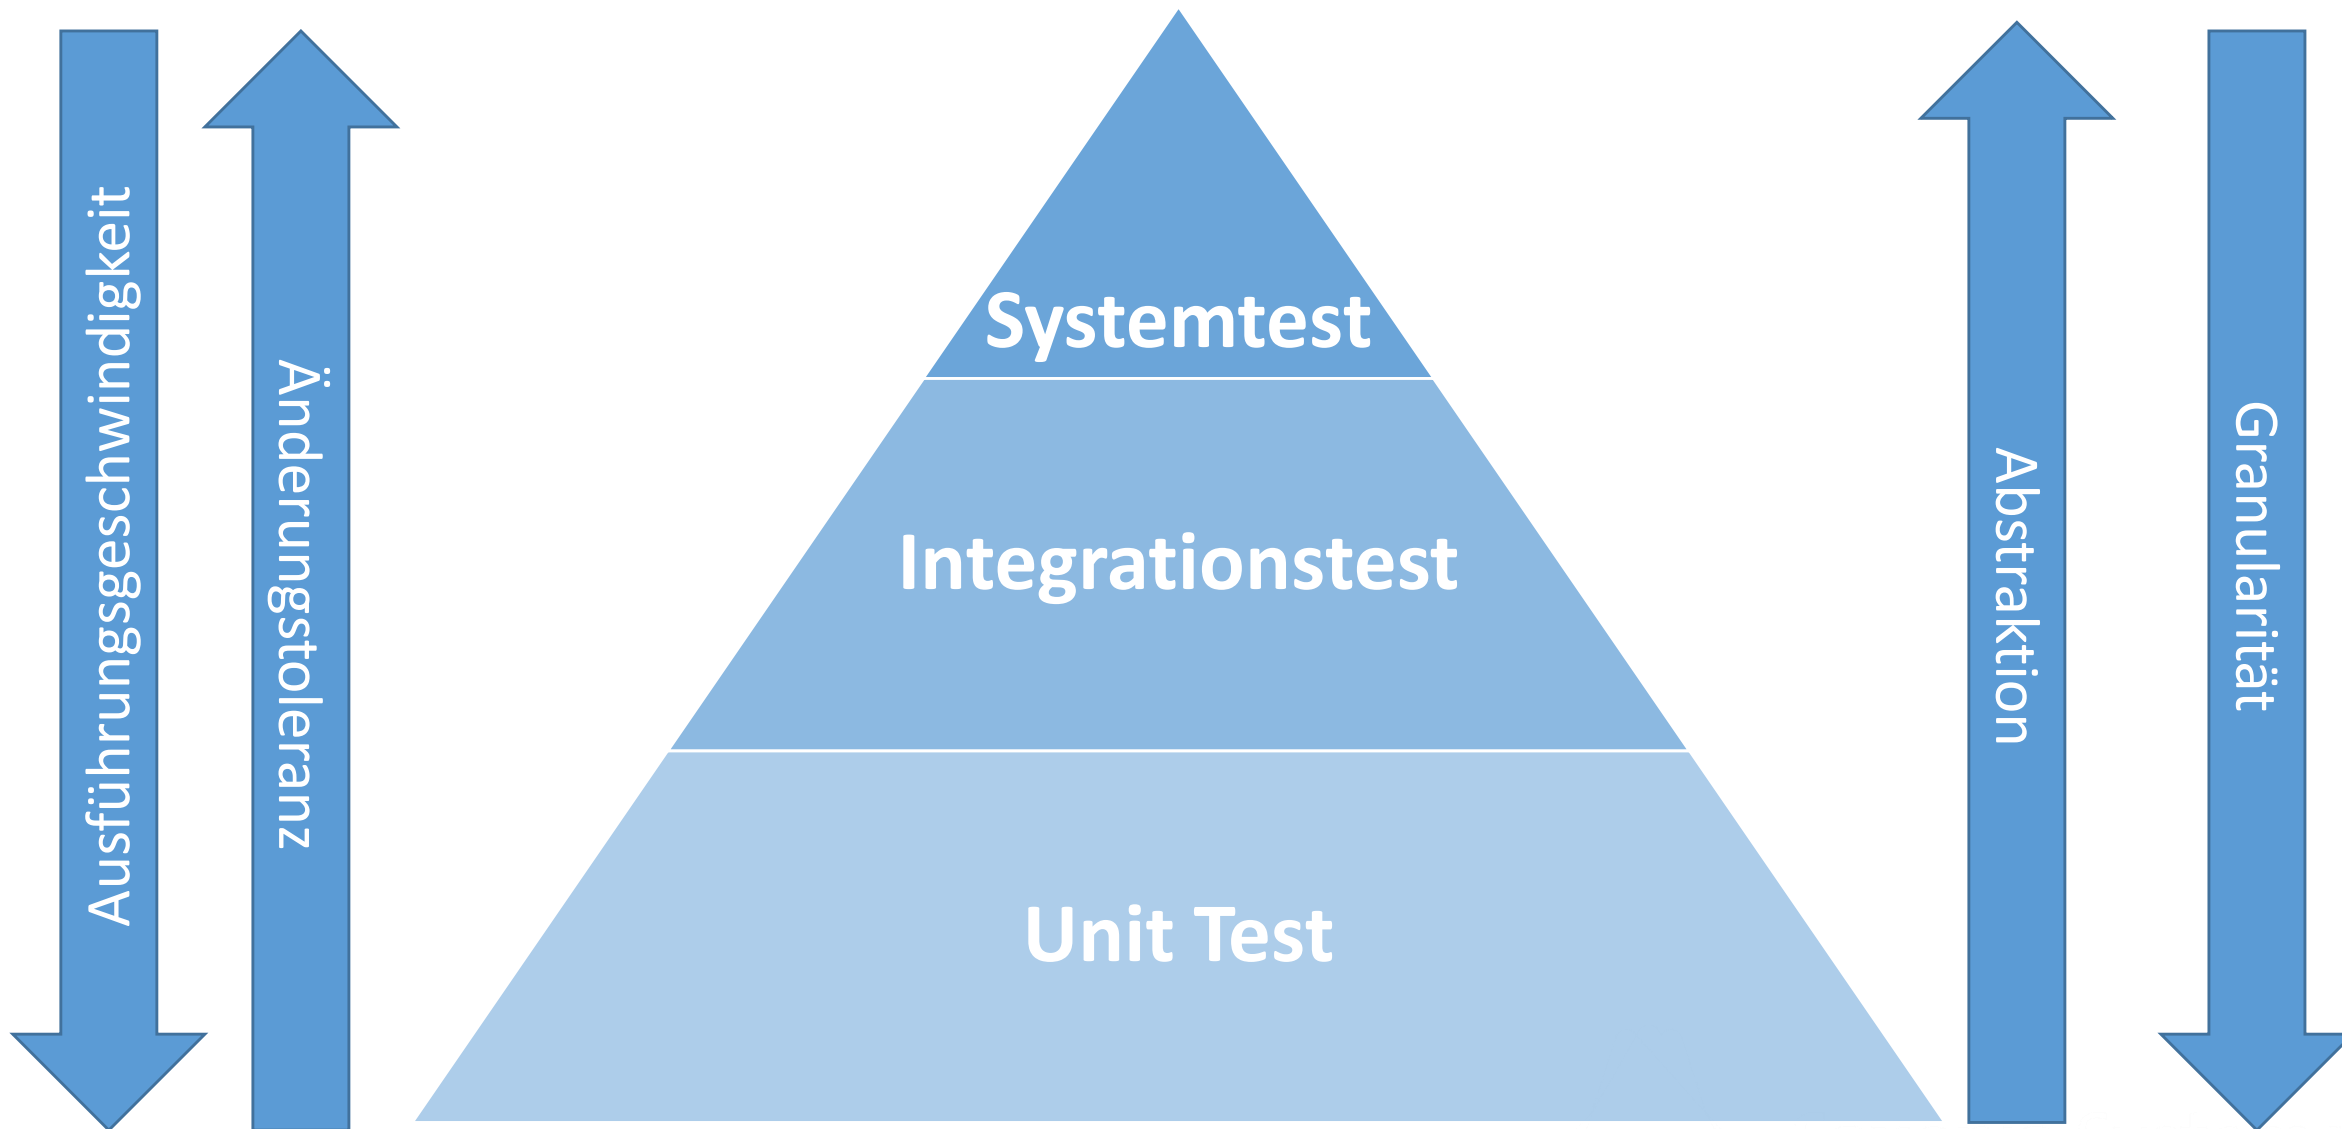 Ausführungsgeschwindigkeit
Änderungstoleranz
Systemtest
Integrationstest
Unit Test
Abstraktion
Granularität